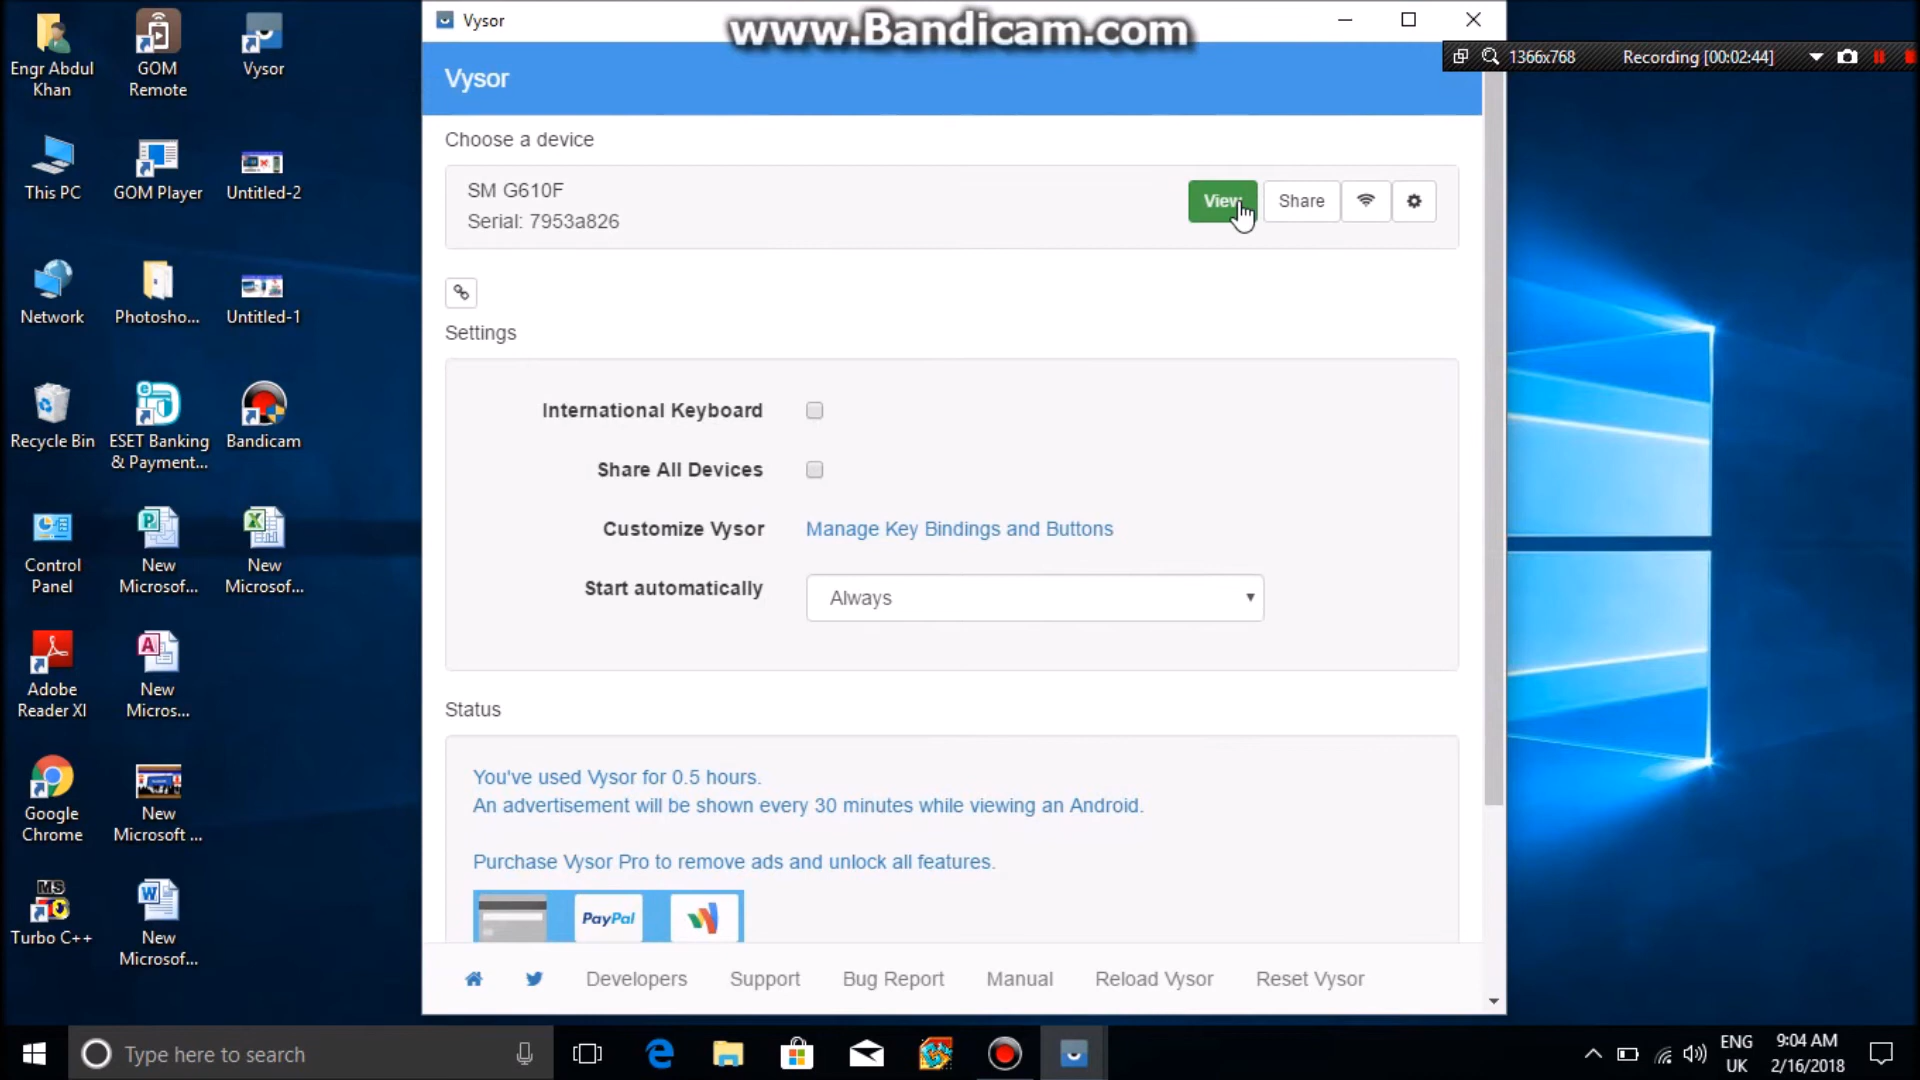 Engr Abdul
Khan
GOM
Remote
Vysor
This PC
GOM Player
Untitled-2
Network
Photosho...
Untitled-1
Recycle Bin
ESET Banking
& Payment...
Bandicam
Control
Panel
New
Microsof...
New
Microsof...
Adobe
Reader XI
New
Micros...
Google
Chrome
New
Microsoft ...
MS
Turbo C++
New
Microsof...
Vysor
www.Bandicam.com
1366x768
Recording [00:02:44]
Vysor
Choose a device
SM G610F
Serial: 7953a826
View
Share
Settings
International Keyboard
Share All Devices
Customize Vysor
Manage Key Bindings and Buttons
Start automatically
Always
Status
You've used Vysor for 0.5 hours.
An advertisement will be shown every 30 minutes while viewing an Android.
Purchase Vysor Pro to remove ads and unlock all features.
PayPal
Developers
Support
Bug Report
Manual
Reload Vysor
Reset Vysor
Type here to search
ENG
UK
9:04 AM
2/16/2018